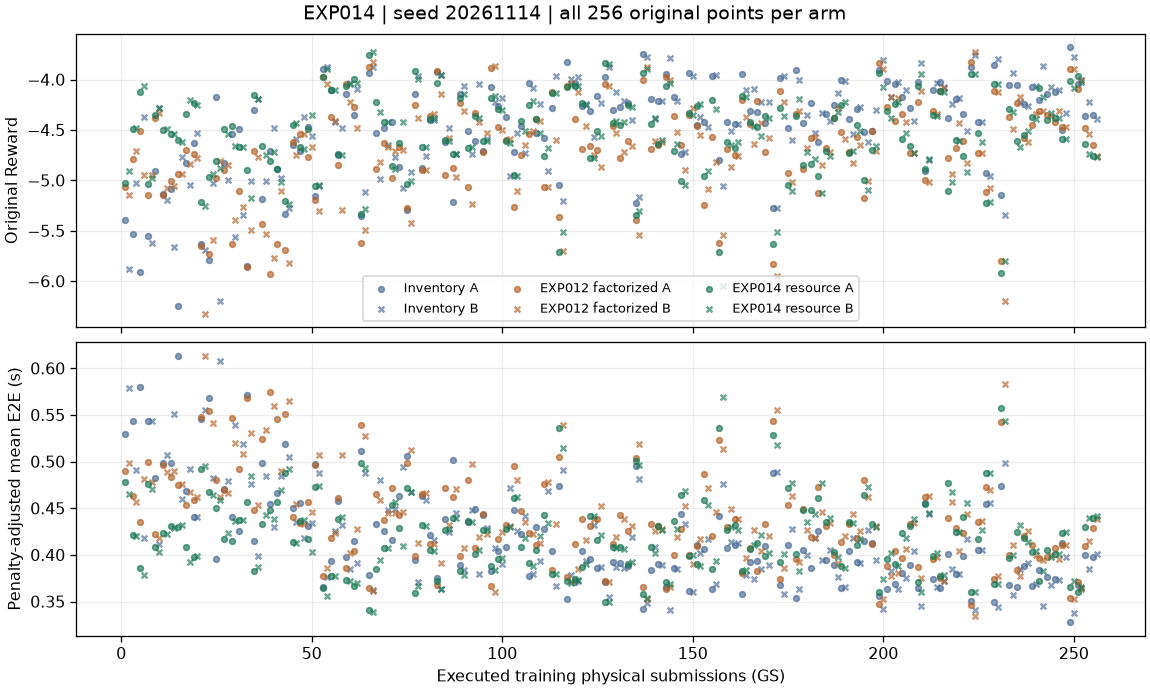 EXP014 | seed 20261114 | all 256 original points per arm
Original Reward
−4.0
−4.5
−5.0
−5.5
−6.0
Inventory A
Inventory B
EXP012 factorized A
EXP012 factorized B
EXP014 resource A
EXP014 resource B
Penalty-adjusted mean E2E (s)
0.60
0.55
0.50
0.45
0.40
0.35
0
50
100
150
200
250
Executed training physical submissions (GS)